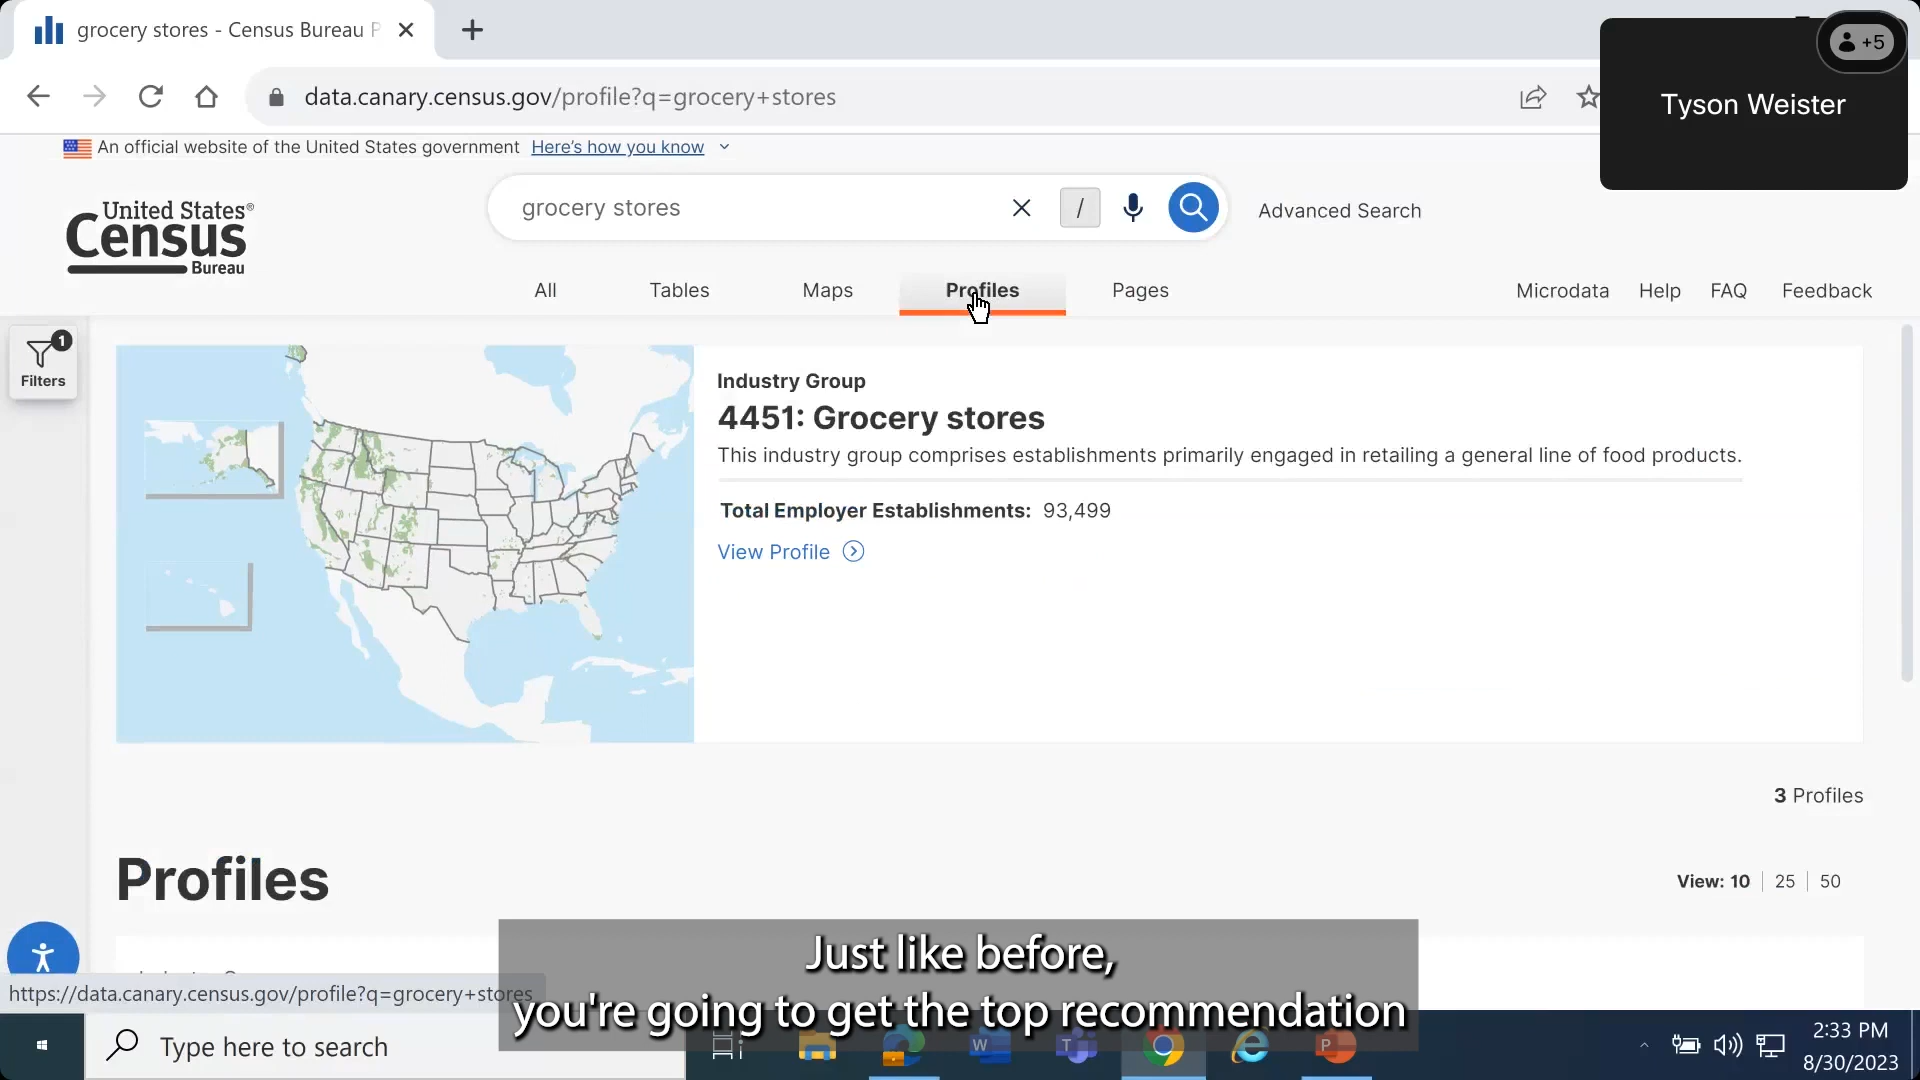 grocery stores - Census Bureau P
+5
Tyson Weister
data.canary.census.gov/profile?q=grocery+stores
An official website of the United States government Here's how you know
United States®
Census
Bureau
grocery stores
/
Advanced Search
All Tables Maps Profiles Pages
Microdata Help FAQ Feedback
1
Filters
Industry Group
4451: Grocery stores
This industry group comprises establishments primarily engaged in retailing a general line of food products.
Total Employer Establishments: 93,499
View Profile
3 Profiles
Profiles
View: 10 | 25 | 50
Just like before,
you're going to get the top recommendation
https://data.canary.census.gov/profile?q=grocery+stores
Type here to search
2:33 PM
8/30/2023